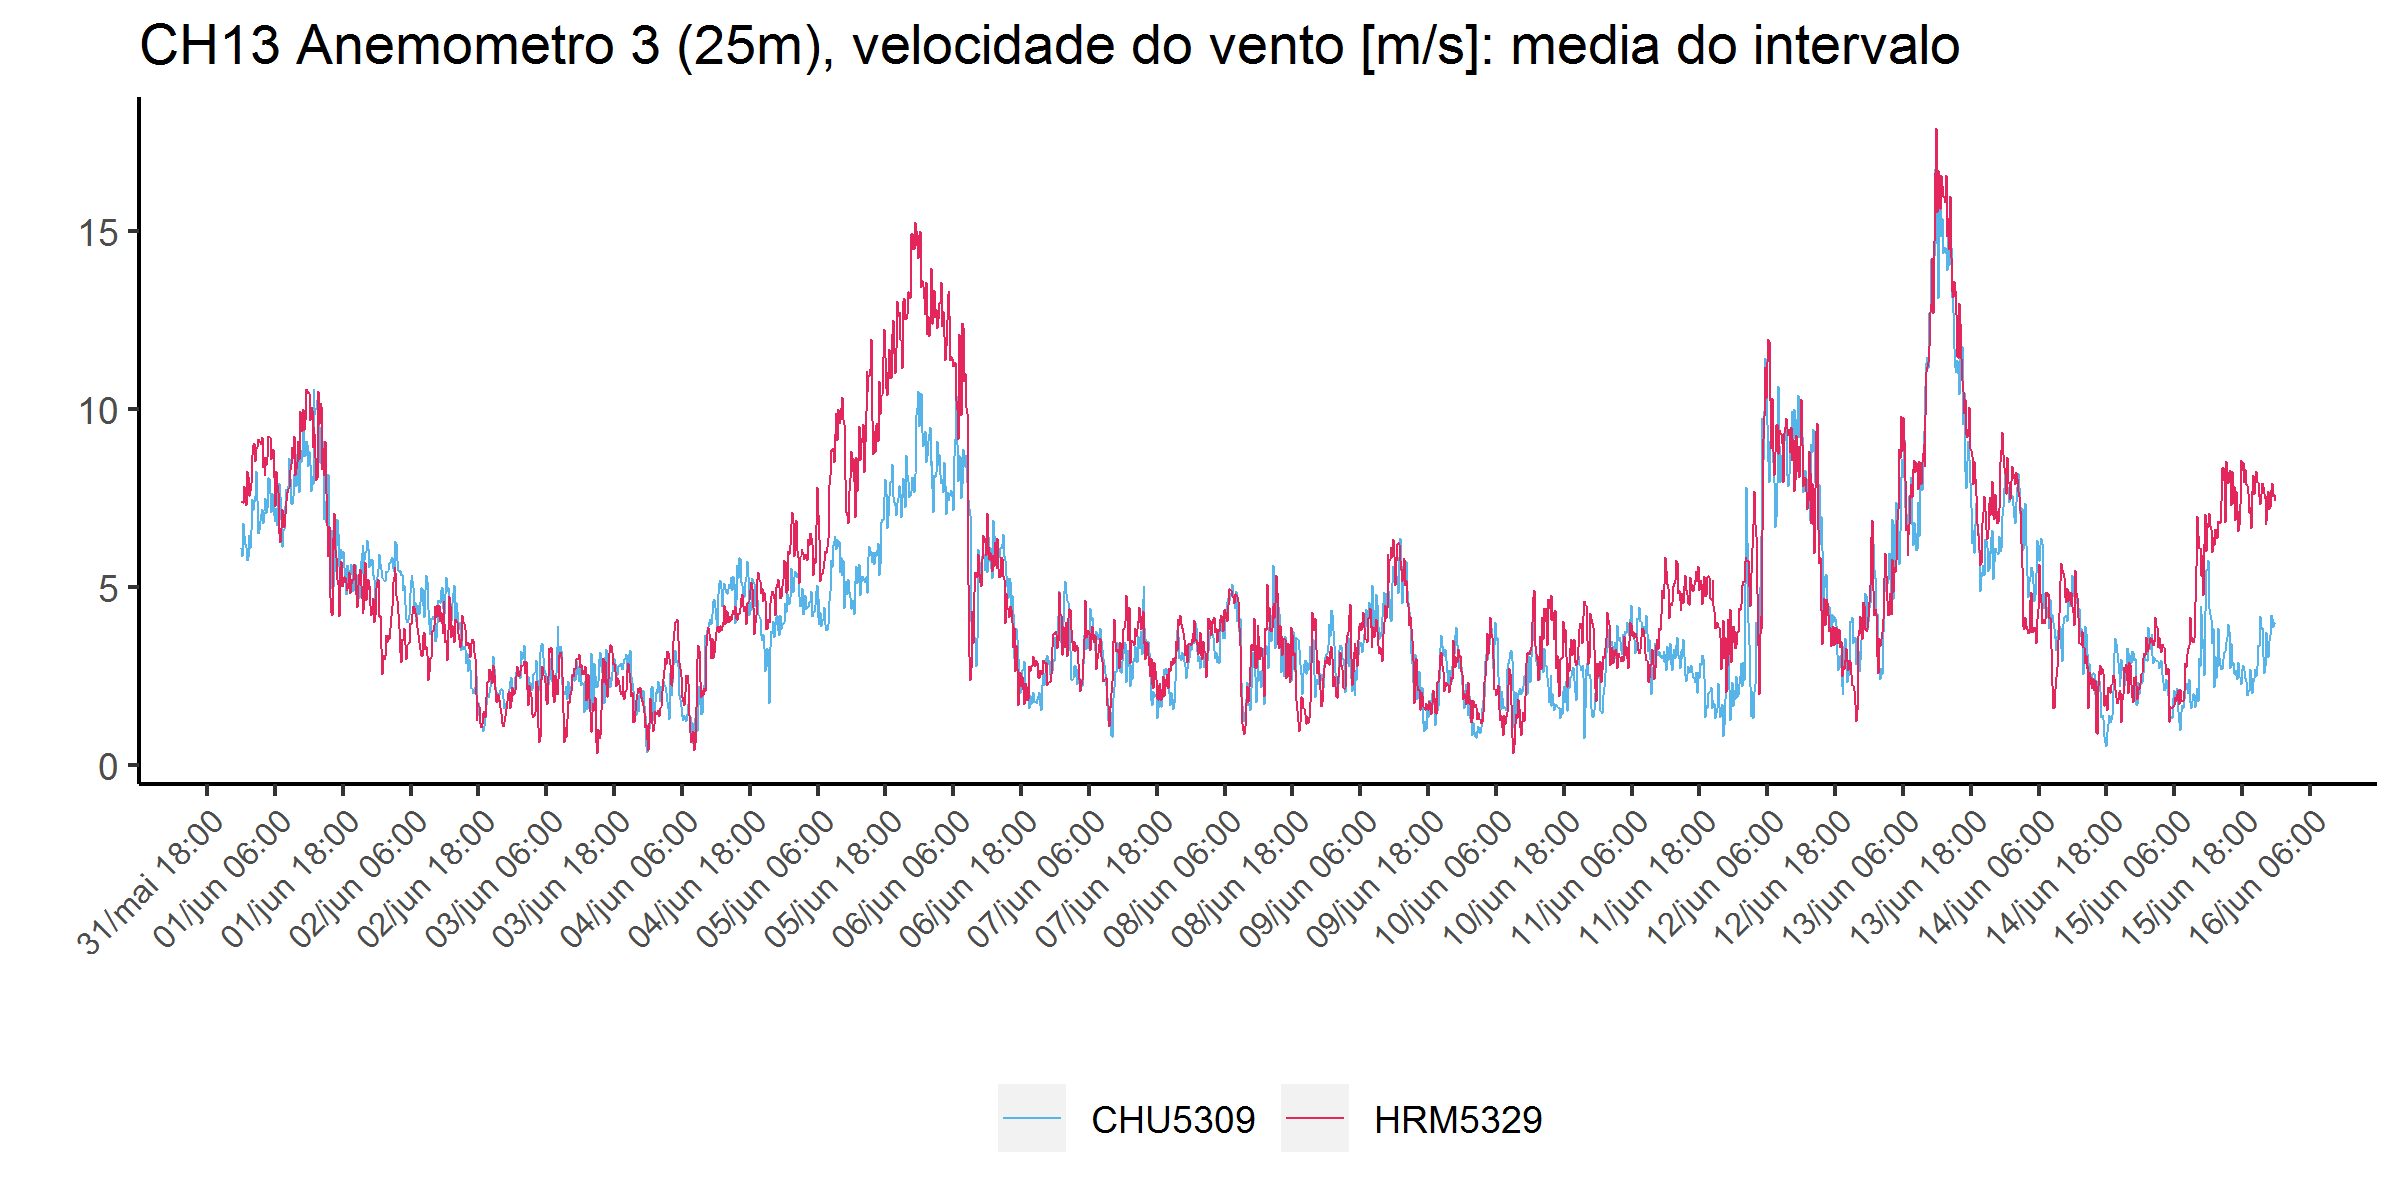 CH13 Anemometro 3 (25m), velocidade do vento [m/s]: media do intervalo
15
10
5
0
31/mai 18:00
01/jun 06:00
01/jun 18:00
02/jun 06:00
02/jun 18:00
03/jun 06:00
03/jun 18:00
04/jun 06:00
04/jun 18:00
05/jun 06:00
05/jun 18:00
06/jun 06:00
06/jun 18:00
07/jun 06:00
07/jun 18:00
08/jun 06:00
08/jun 18:00
09/jun 06:00
09/jun 18:00
10/jun 06:00
10/jun 18:00
11/jun 06:00
11/jun 18:00
12/jun 06:00
12/jun 18:00
13/jun 06:00
13/jun 18:00
14/jun 06:00
14/jun 18:00
15/jun 06:00
15/jun 18:00
16/jun 06:00
CHU5309
HRM5329